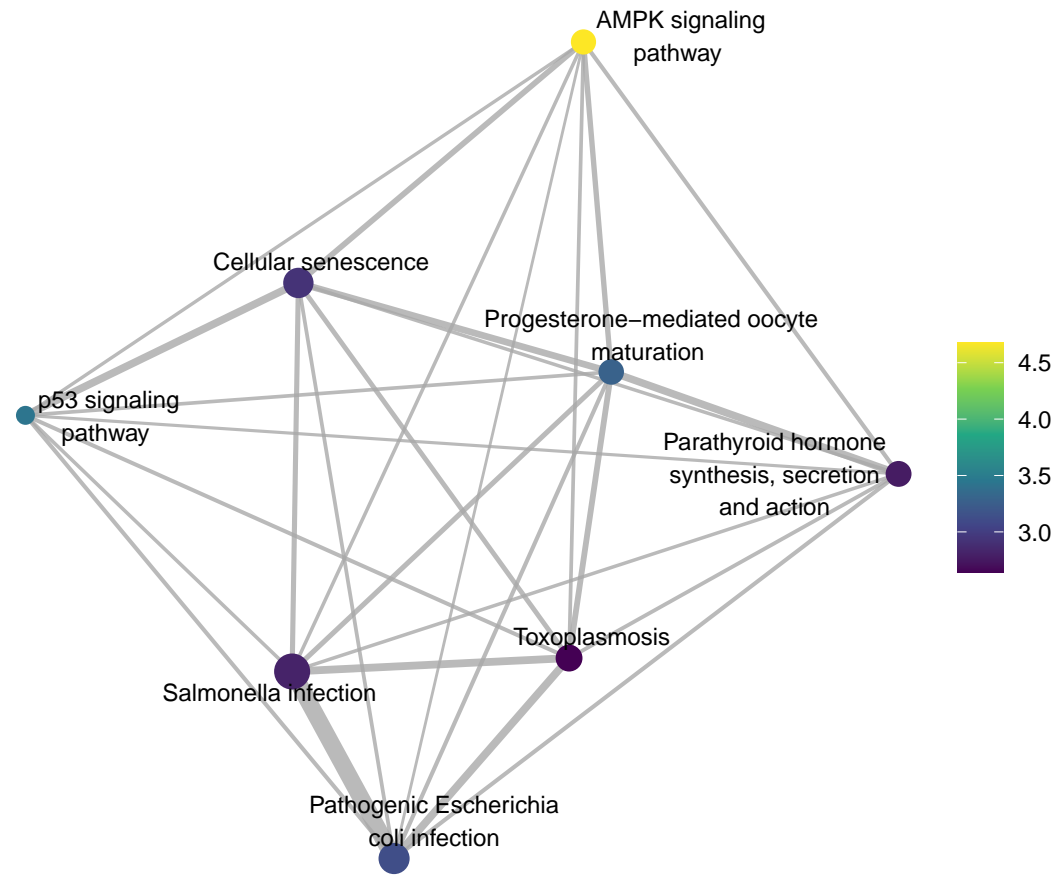 AMPK signaling
pathway
Cellular senescence
Progesterone−mediated oocyte
maturation
p53 signaling
pathway
Parathyroid hormone
synthesis, secretion
and action
Toxoplasmosis
Salmonella infection
Pathogenic Escherichia
coli infection
4.5
4.0
3.5
3.0